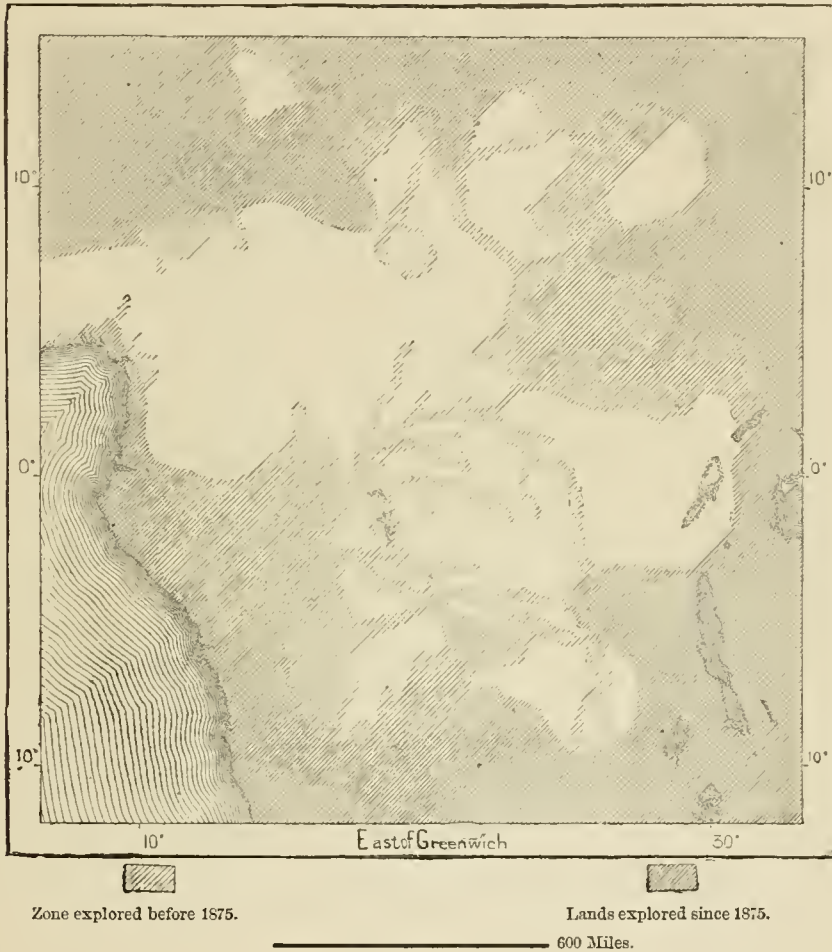 10° 10°
0° 0°
10° 10°
10° East of Greenwich 30°
Zone explored before 1875. Lands explored since 1875.
600 Miles.